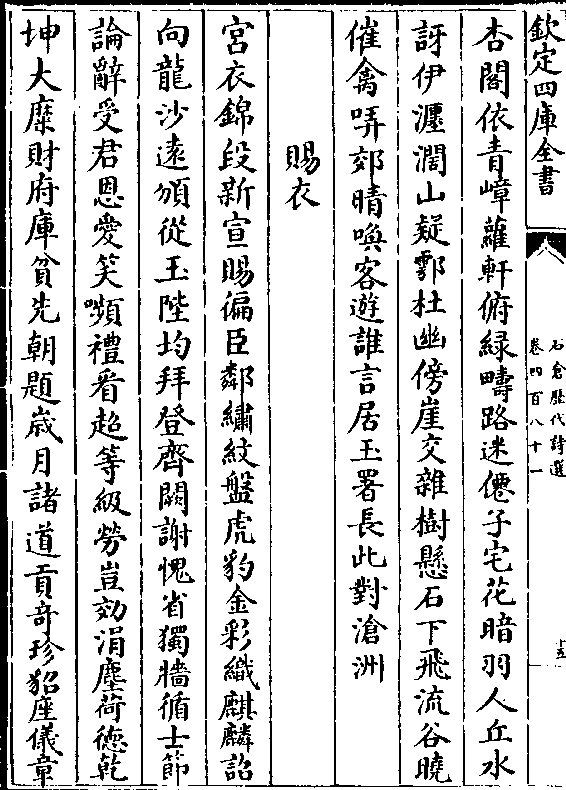 欽定四庫全書
石倉歷代詩選
卷四百八十一
十五
杏閣依青嶂蘿軒俯緑疇路迷僊子宅花暗羽人丘水
訝伊瀍濶山疑鄠杜幽傍崖交雜樹懸石下飛流谷曉
催禽哢郊晴喚客遊誰言居玉署長此對滄洲
賜衣
宮衣錦段新宣賜徧臣鄰繡紋盤虎豹金彩織麒麟詔
向龍沙遠頒從玉陛均拜登齊闕謝愧省獨牆循士節
論辭受君恩愛笑嚬禮看超等級勞豈効涓塵荷徳乾
坤大糜財府庫貧先朝題歲月諸道貢奇珍貂座儀章